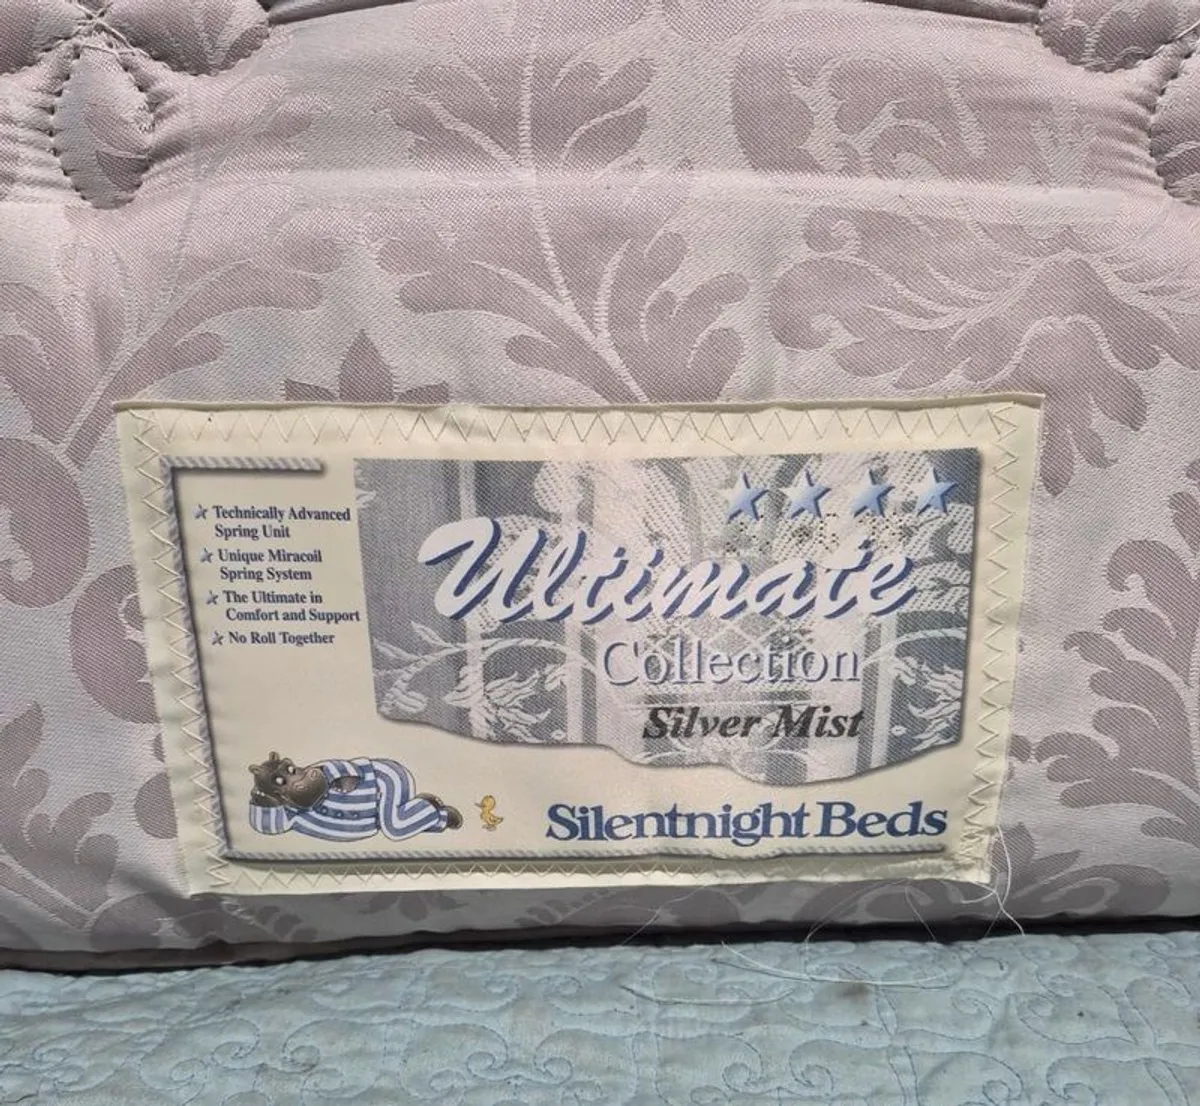 Technically Advanced
Spring Unit
Unique Miracoil
Spring System
The Ultimate in
Comfort and Support
No Roll Together
Ultimate
Collection
Silver Mist
Silentnight Beds